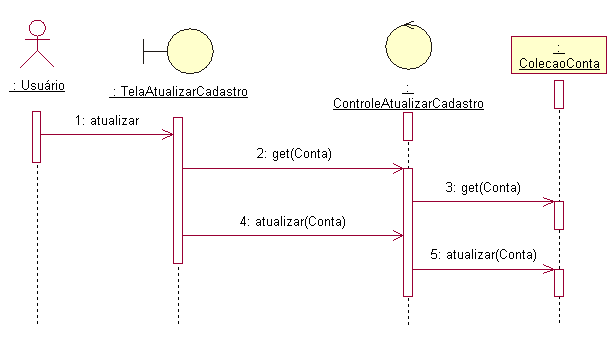 : Usuário
: TelaAtualizarCadastro
:
ControleAtualizarCadastro
:
ColecaoConta
1: atualizar
2: get(Conta)
3: get(Conta)
4: atualizar(Conta)
5: atualizar(Conta)